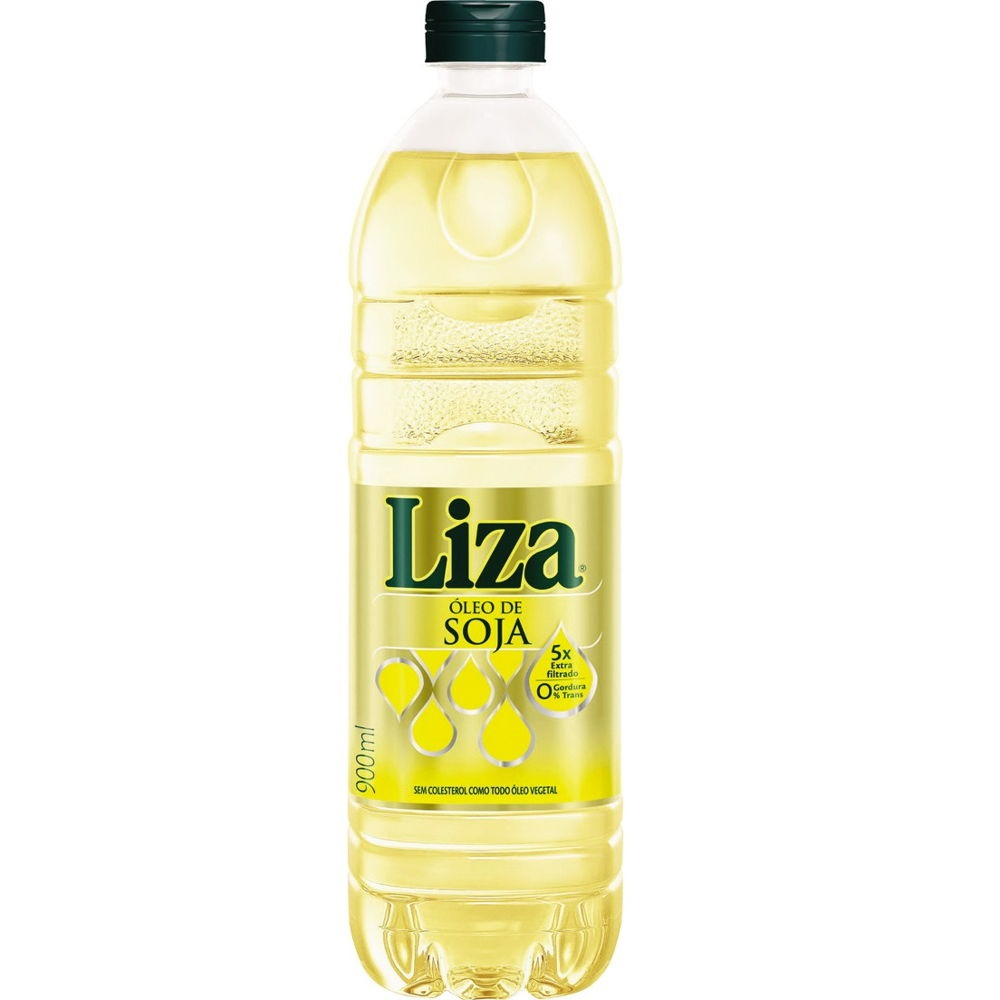 Liza®
ÓLEO DE
SOJA
5x
Extra
filtrado
0 Gordura
% Trans
900ml
SEM COLESTEROL COMO TODO ÓLEO VEGETAL